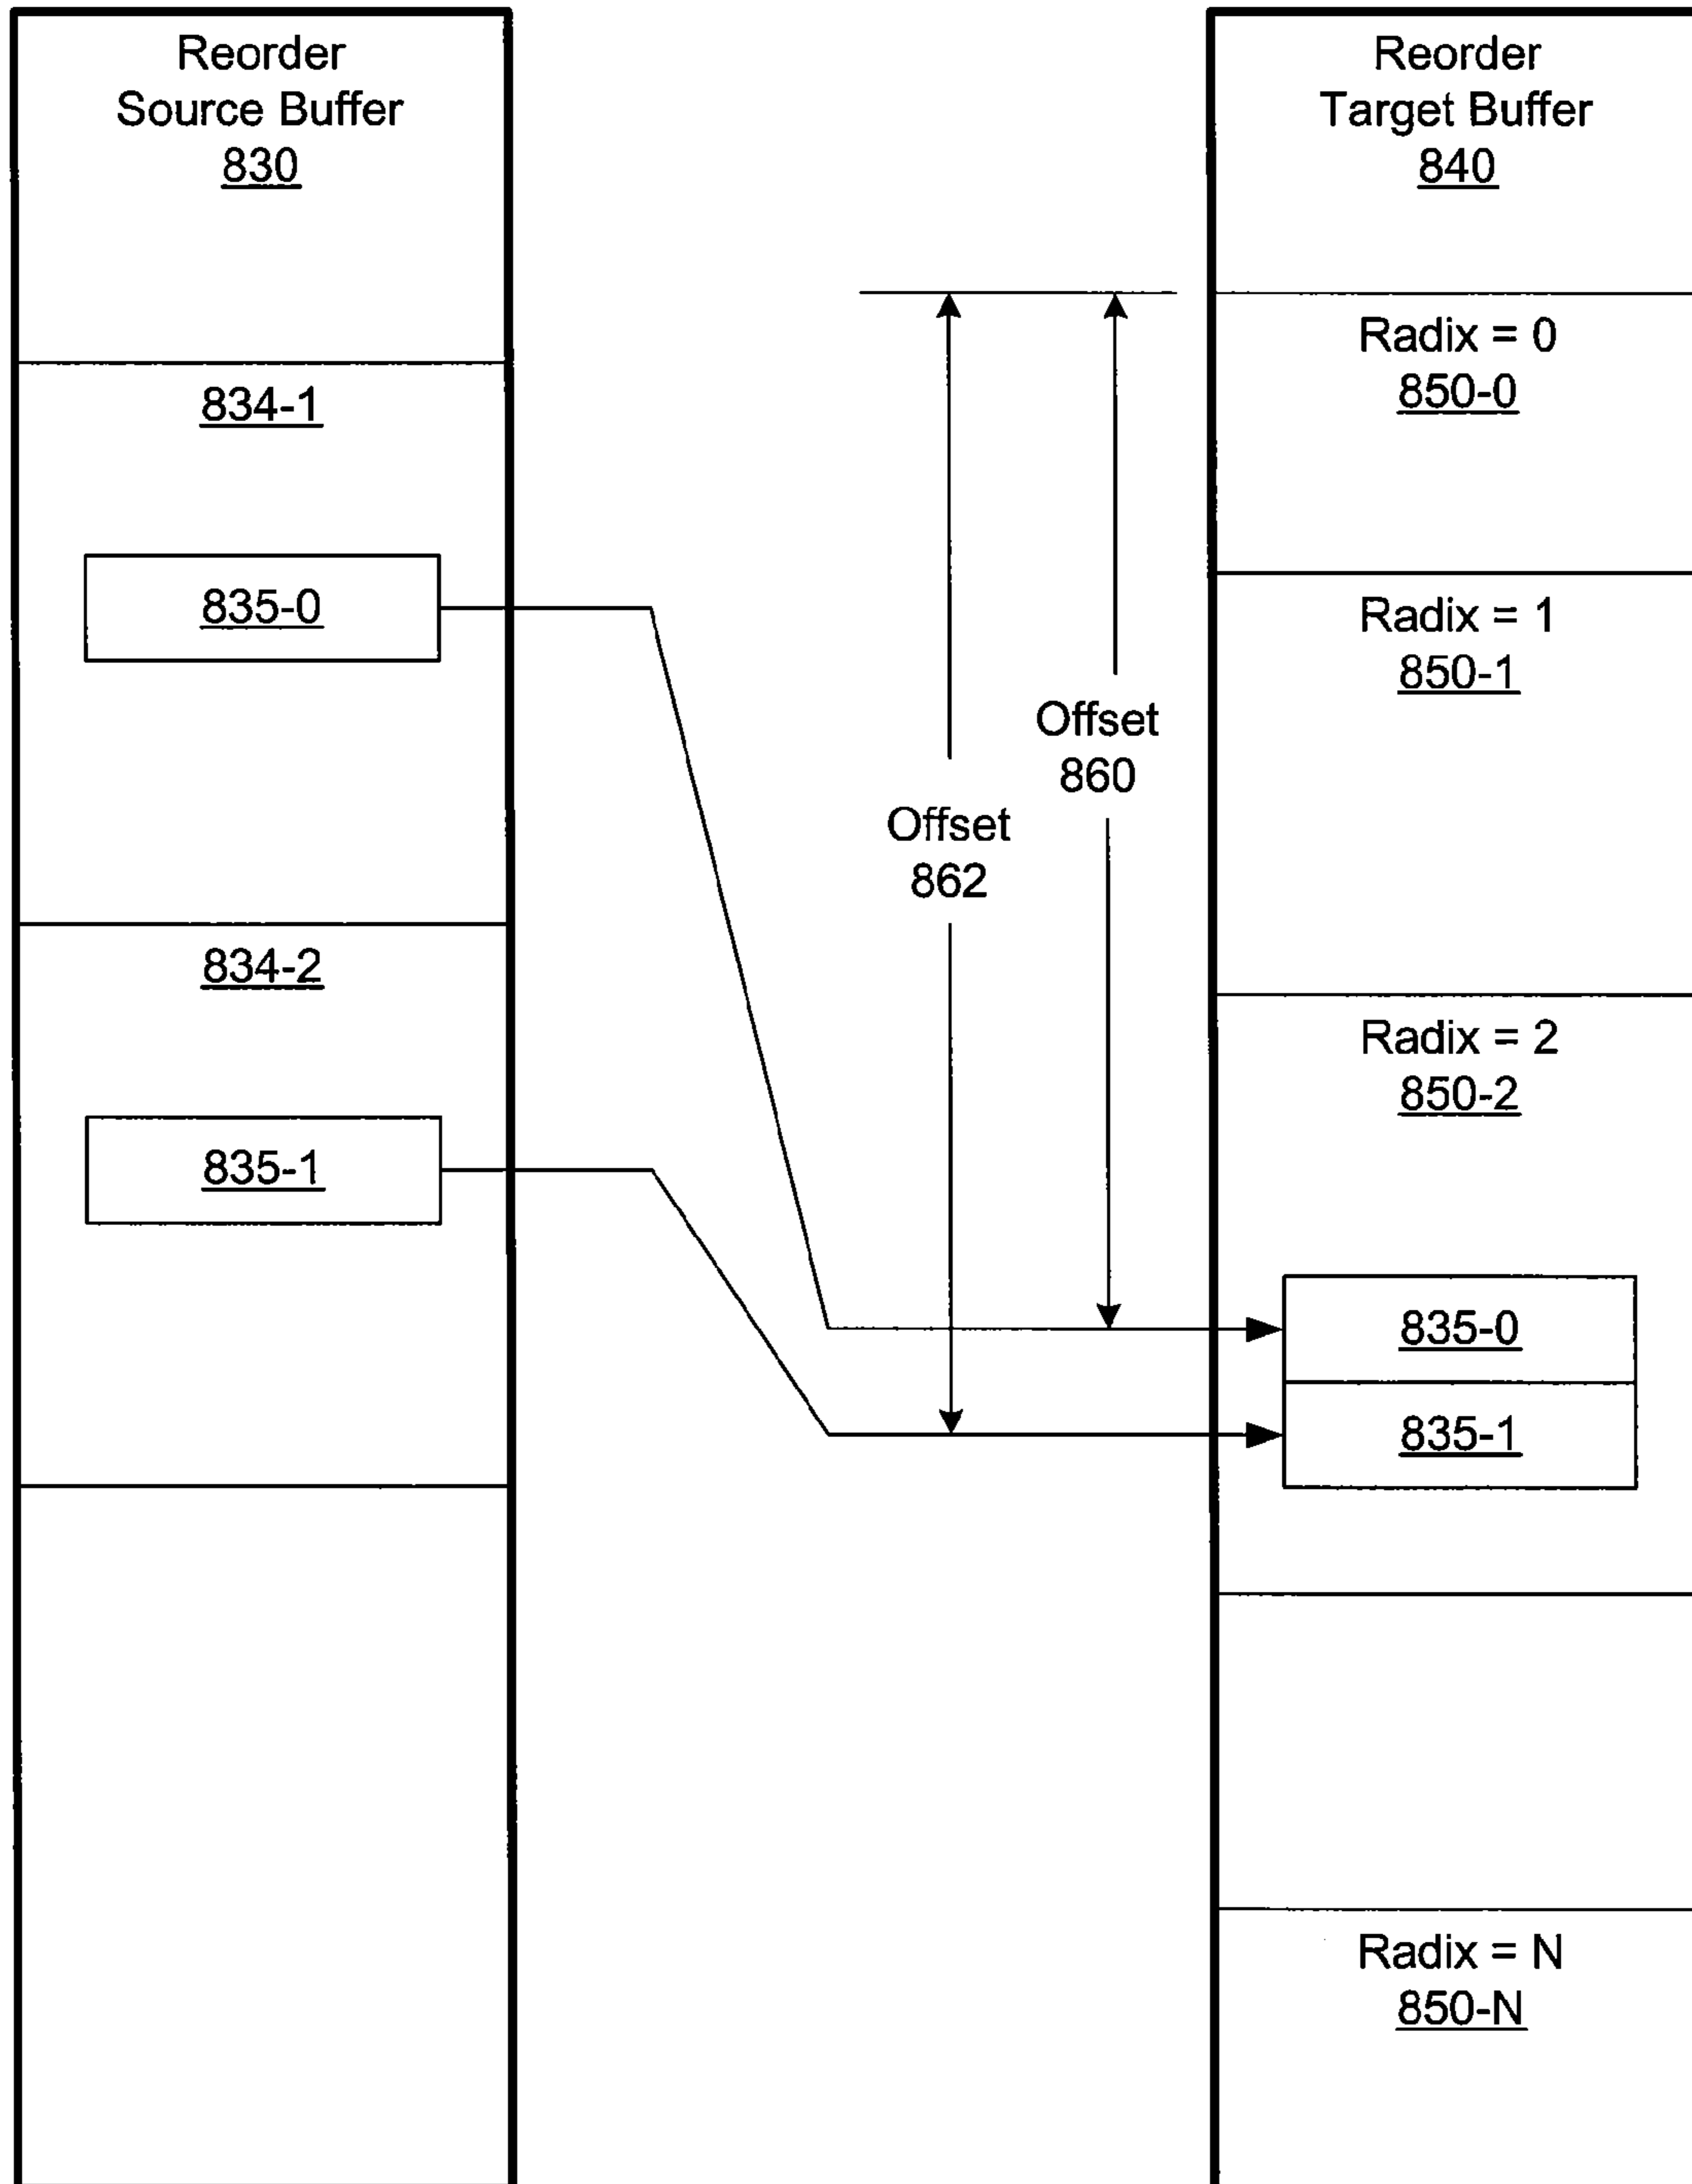 Reorder
Source Buffer
830
834-1
835-0
834-2
835-1
Offset
860
Offset
862
Reorder
Target Buffer
840
Radix = 0
850-0
Radix = 1
850-1
Radix = 2
850-2
835-0
835-1
Radix = N
850-N